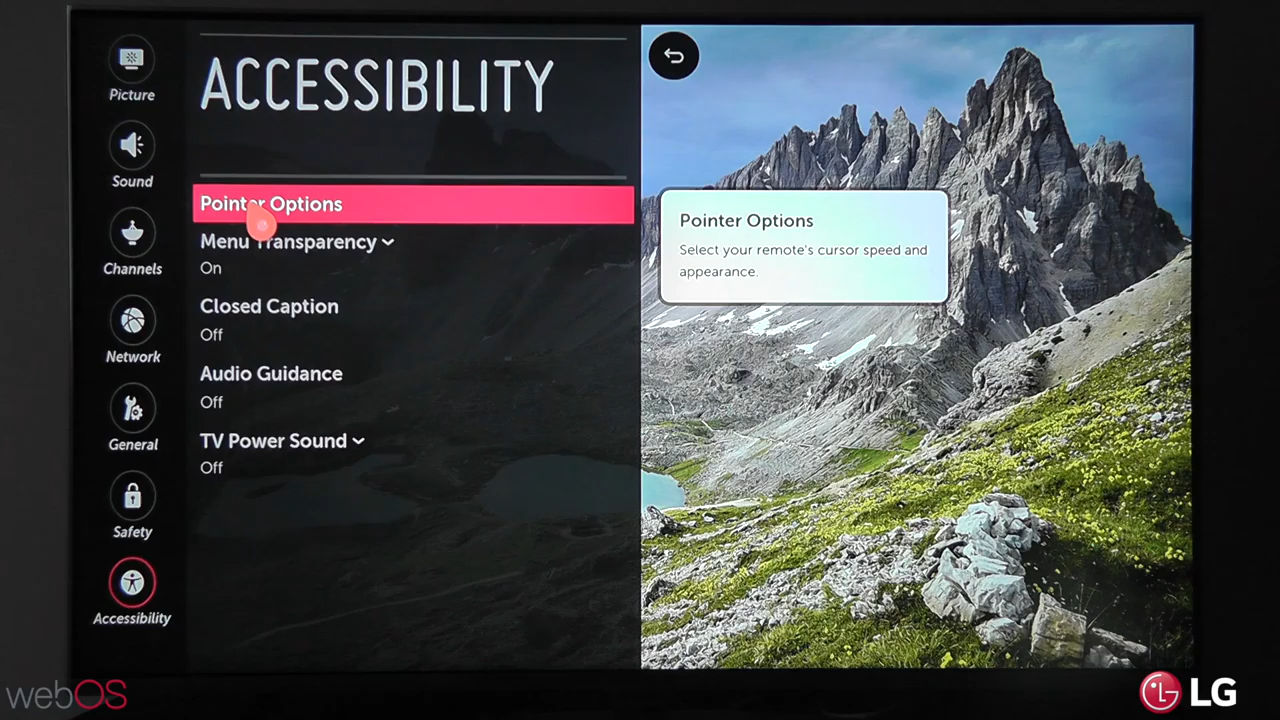 ACCESSIBILITY
Picture
Sound
Channels
Network
General
Safety
Accessibility
Pointer Options
Menu Transparency
On
Closed Caption
Off
Audio Guidance
Off
TV Power Sound
Off
Pointer Options
Select your remote's cursor speed and
appearance.
webOS
LG